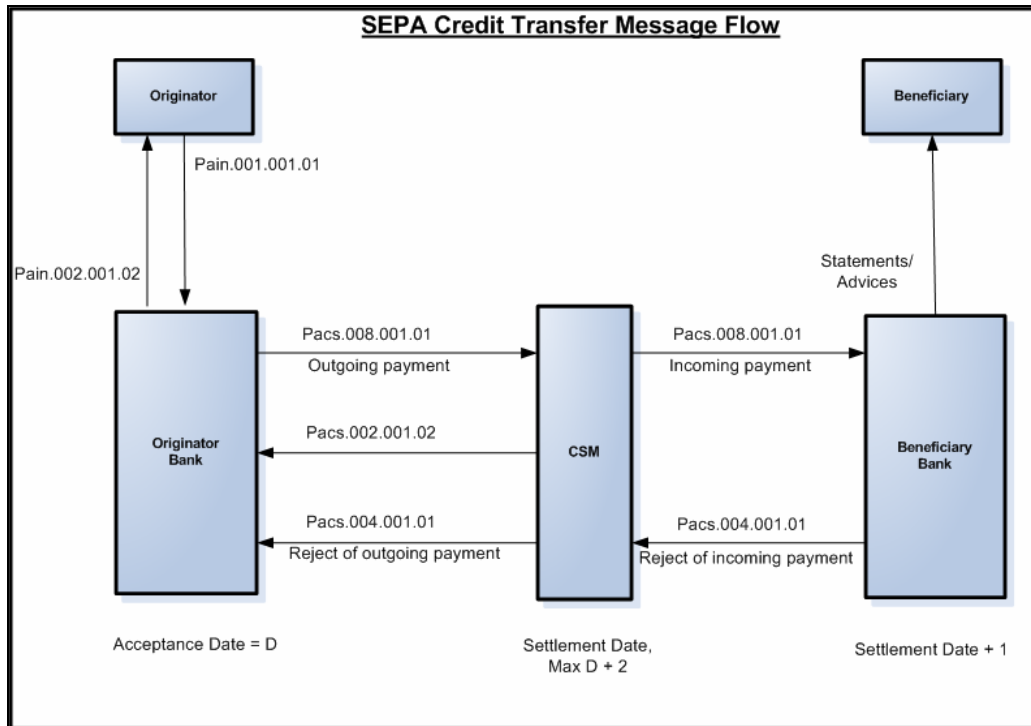 SEPA Credit Transfer Message Flow
Originator
Beneficiary
Pain.001.001.01
Pain.002.001.02
Statements/
Advices
Pacs.008.001.01
Outgoing payment
Pacs.008.001.01
Incoming payment
Originator
Bank
Pacs.002.001.02
CSM
Beneficiary
Bank
Pacs.004.001.01
Reject of outgoing payment
Pacs.004.001.01
Reject of incoming payment
Acceptance Date = D
Settlement Date,
Max D + 2
Settlement Date + 1